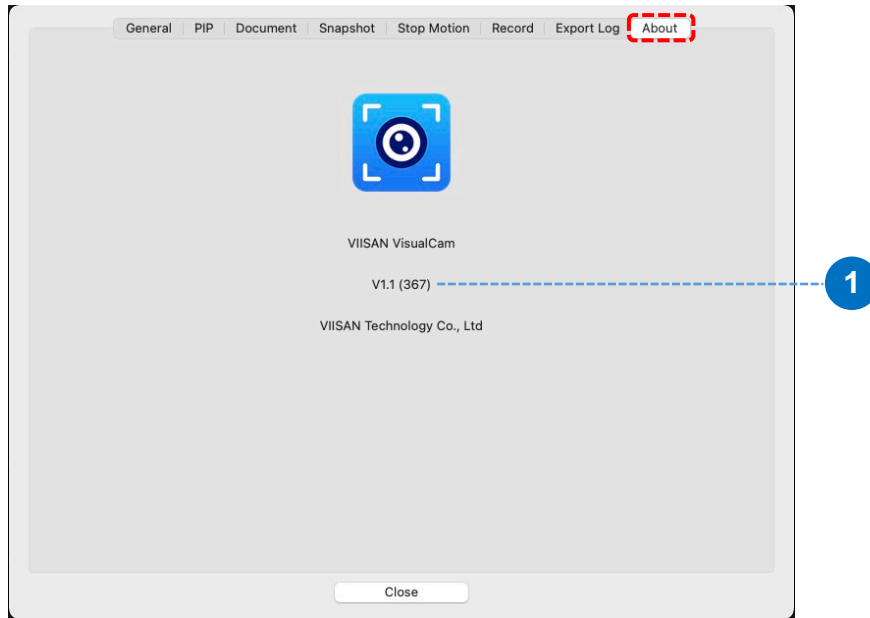 General PIP Document Snapshot Stop Motion Record Export Log About
VIISAN VisualCam
V1.1 (367)
1
VIISAN Technology Co., Ltd
Close